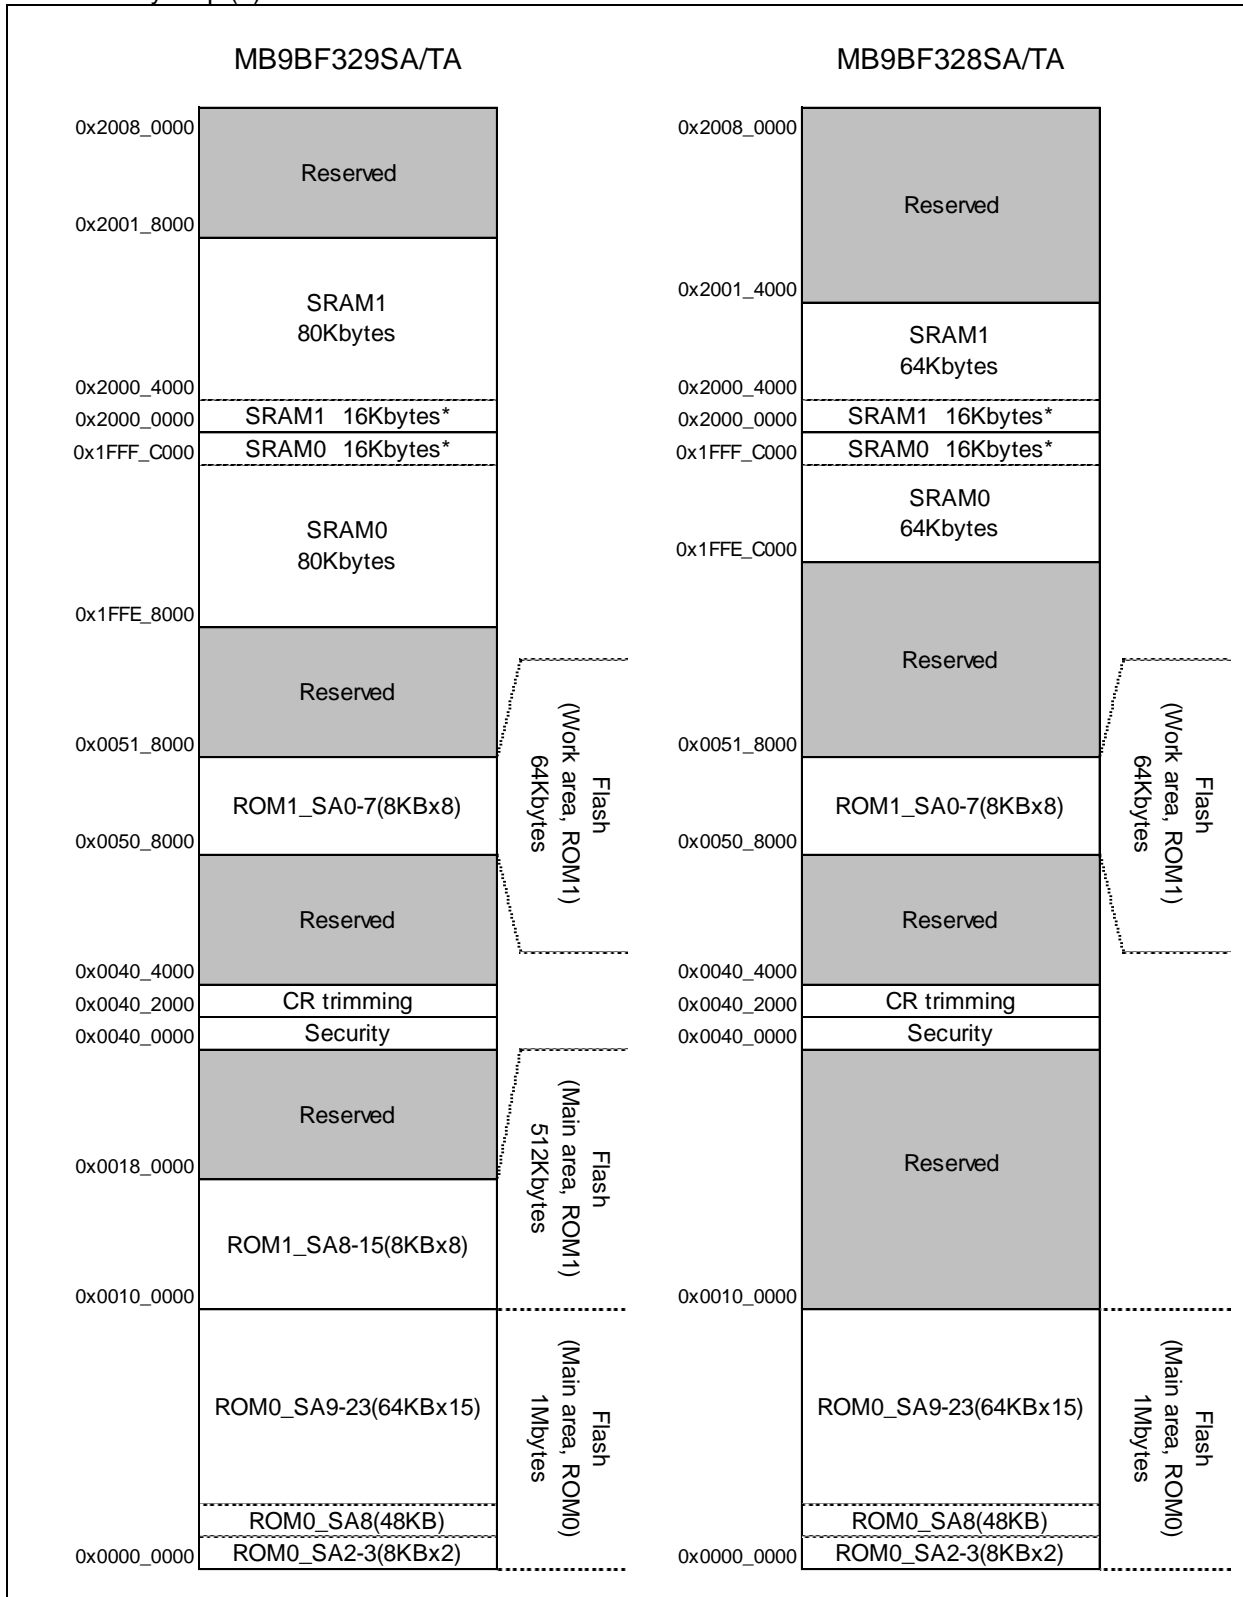 MB9BF329SA/TA
0x2008_0000
Reserved
0x2001_8000
SRAM1
80Kbytes
0x2000_4000
SRAM1 16Kbytes*
0x2000_0000
SRAM0 16Kbytes*
0x1FFF_C000
SRAM0
80Kbytes
0x1FFE_8000
Reserved
0x0051_8000
ROM1_SA0-7(8KBx8)
0x0050_8000
Reserved
0x0040_4000
CR trimming
0x0040_2000
Security
0x0040_0000
Reserved
0x0018_0000
ROM1_SA8-15(8KBx8)
0x0010_0000
ROM0_SA9-23(64KBx15)
ROM0_SA8(48KB)
ROM0_SA2-3(8KBx2)
0x0000_0000
Flash
(Work area, ROM1)
64Kbytes
Flash
(Main area, ROM1)
512Kbytes
Flash
(Main area, ROM0)
1Mbytes
MB9BF328SA/TA
0x2008_0000
Reserved
0x2001_4000
SRAM1
64Kbytes
0x2000_4000
SRAM1 16Kbytes*
0x2000_0000
SRAM0 16Kbytes*
0x1FFF_C000
SRAM0
64Kbytes
0x1FFE_C000
Reserved
0x0051_8000
ROM1_SA0-7(8KBx8)
0x0050_8000
Reserved
0x0040_4000
CR trimming
0x0040_2000
Security
0x0040_0000
Reserved
0x0010_0000
ROM0_SA9-23(64KBx15)
ROM0_SA8(48KB)
ROM0_SA2-3(8KBx2)
0x0000_0000
Flash
(Work area, ROM1)
64Kbytes
Flash
(Main area, ROM0)
1Mbytes